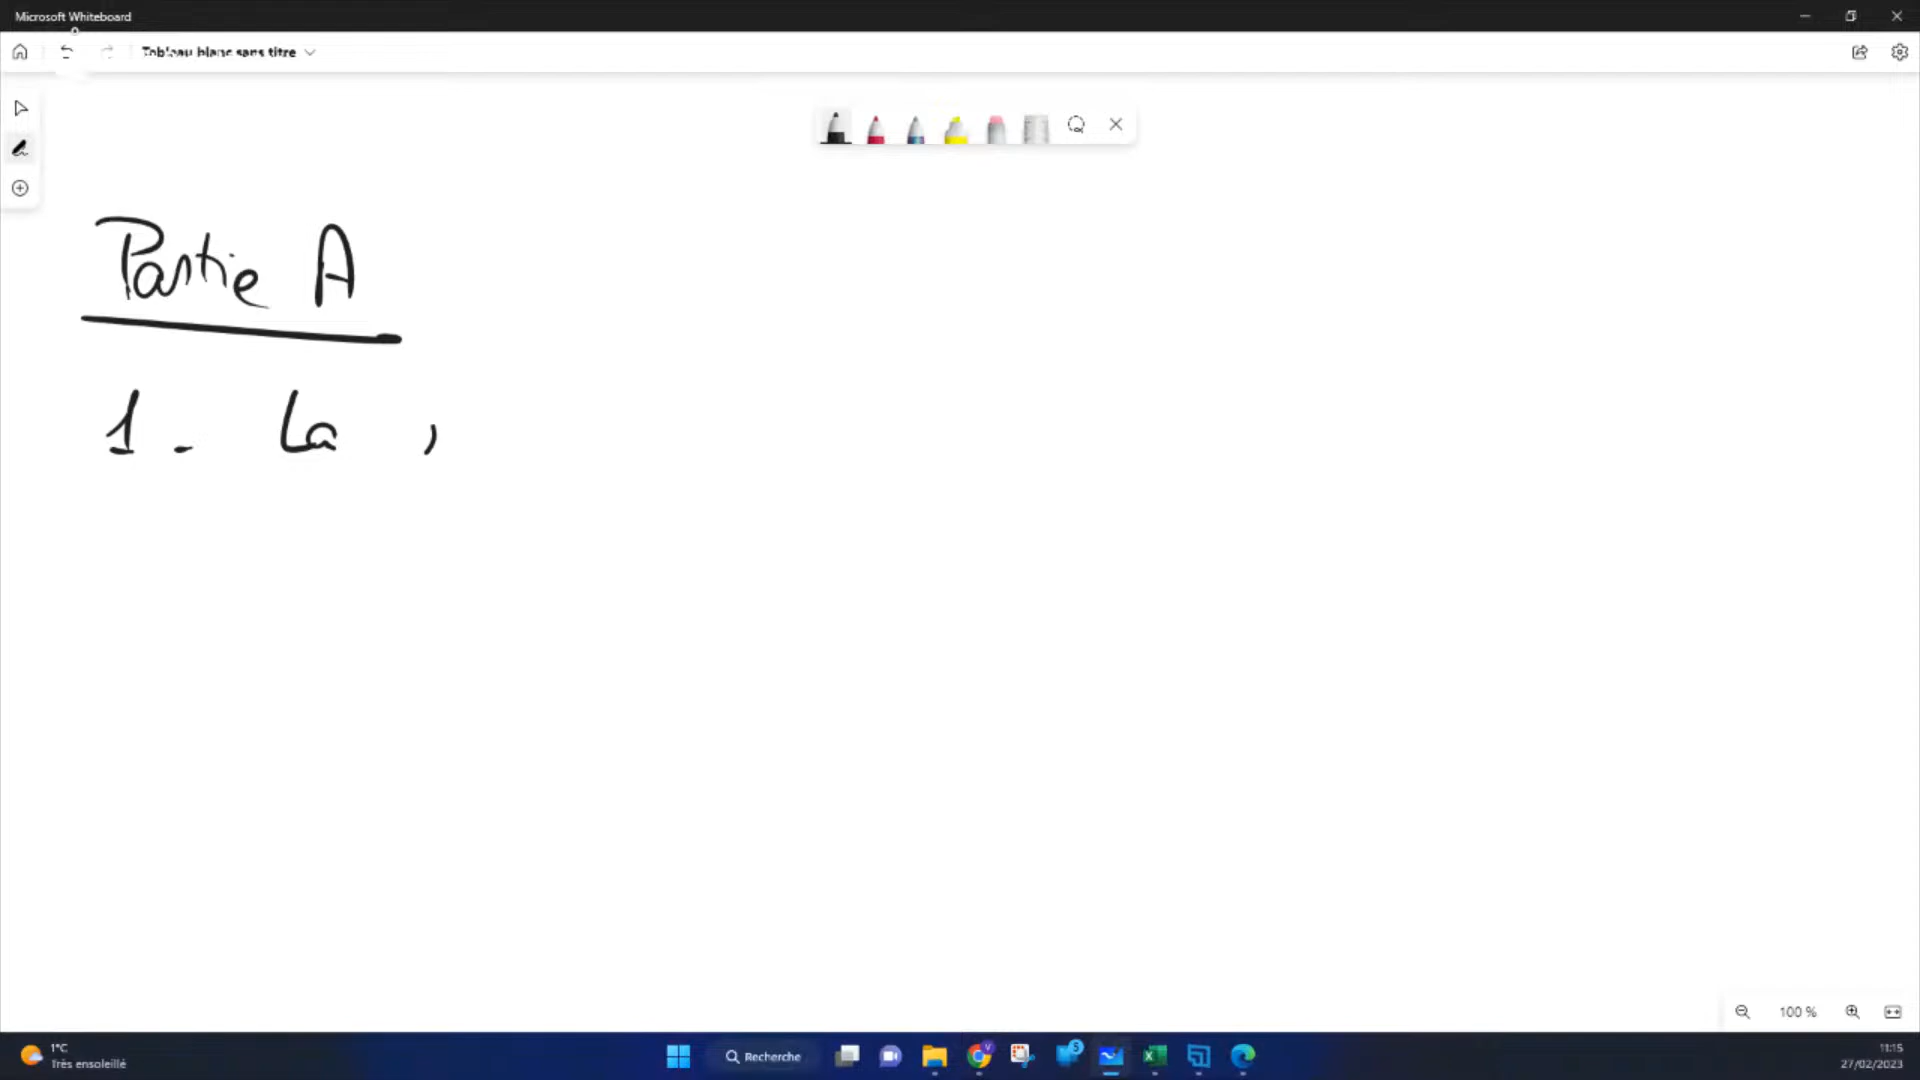 Microsoft Whiteboard
Tableau blanc sans titre
Partie A
1. La ,
100 %
1°C
Très ensoleillé
Recherche
5
11:15
27/02/2023